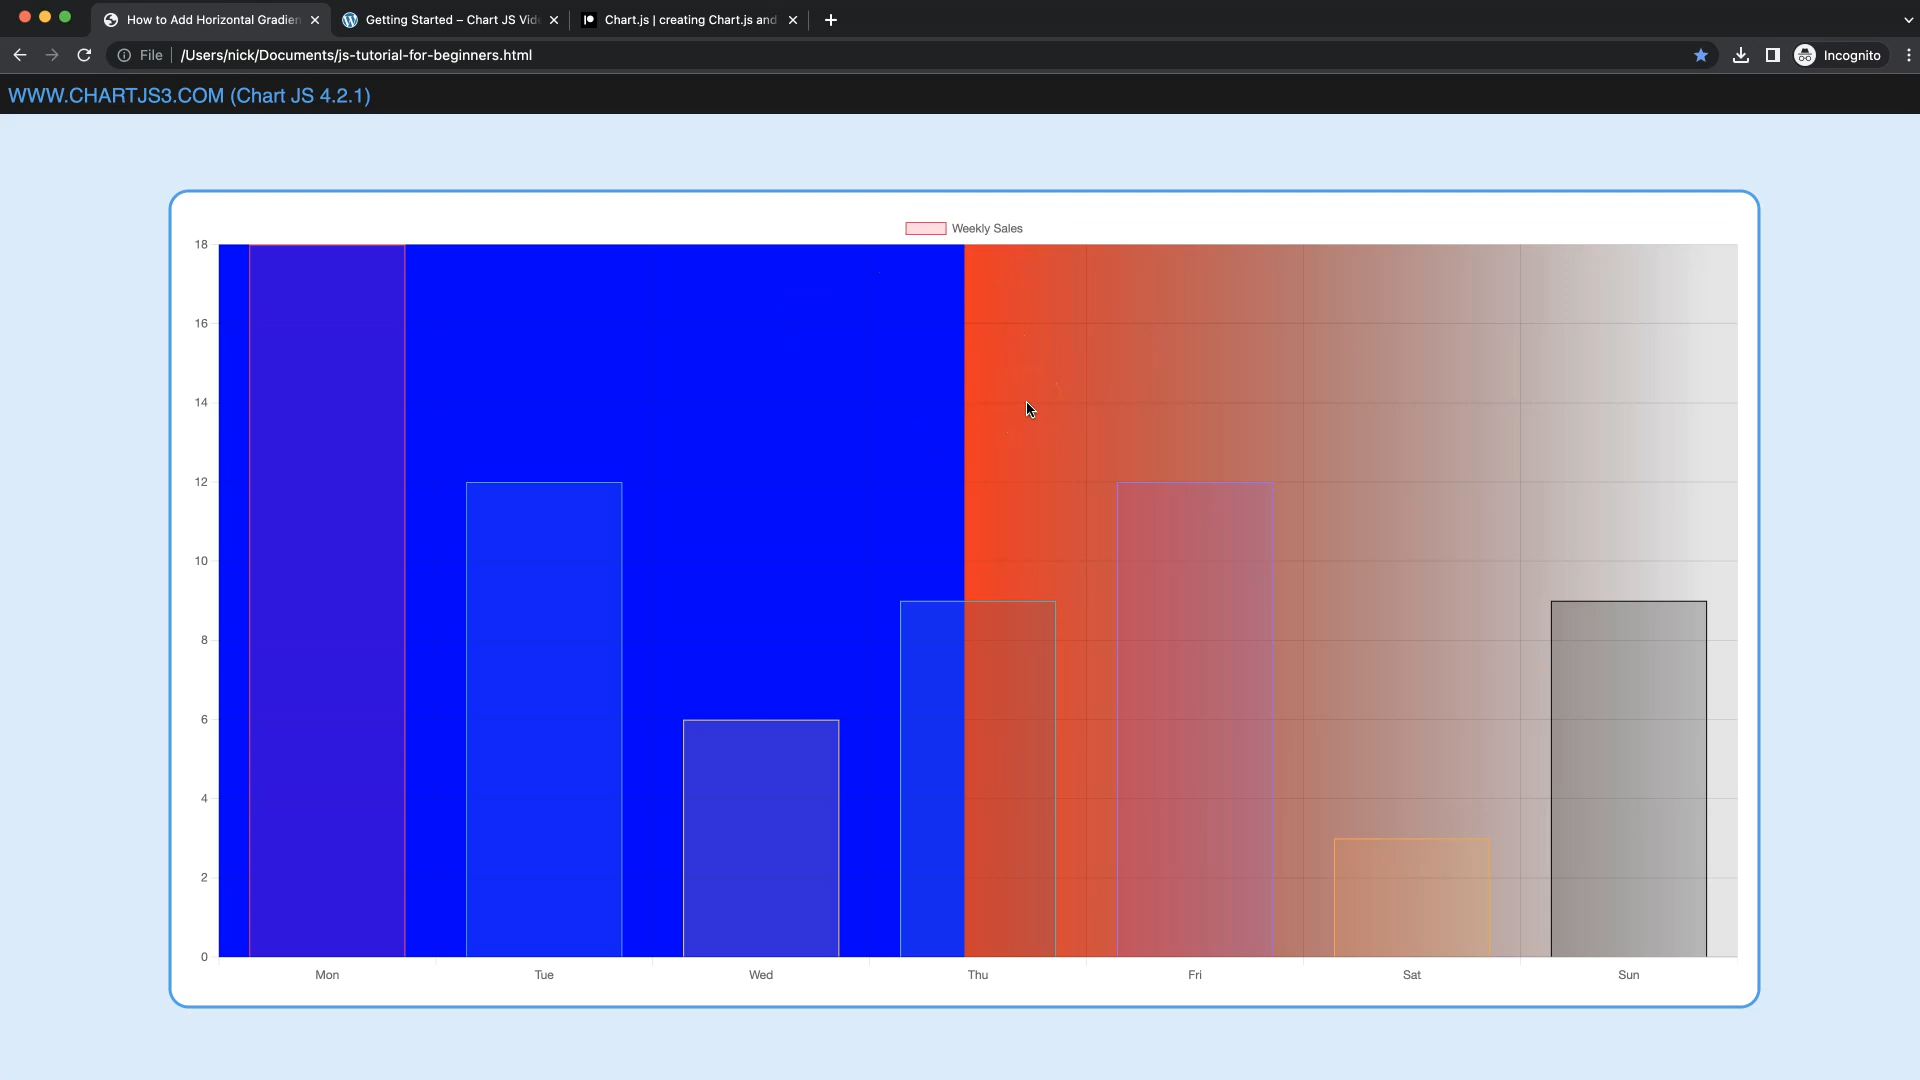 How to Add Horizontal Gradien
Getting Started – Chart JS Vid
Chart.js | creating Chart.js and
File
/Users/nick/Documents/js-tutorial-for-beginners.html
Incognito
WWW.CHARTJS3.COM (Chart JS 4.2.1)
Weekly Sales
18
16
14
12
10
8
6
4
2
0
Mon Tue Wed Thu Fri Sat Sun